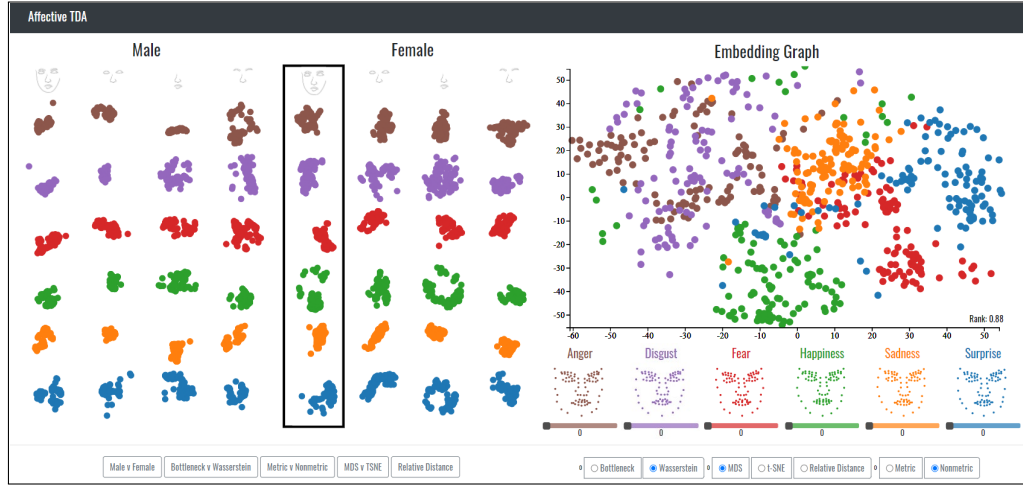 Affective TDA
Male
Female
Embedding Graph
50
40
30
20
10
0
-10
-20
-30
-40
-50
-60 -50 -40 -30 -20 -10 0 10 20 30 40 50
Rank: 0.88
Anger Disgust Fear Happiness Sadness Surprise
0 0 0 0 0 0
Male v Female Bottleneck v Wasserstein Metric v Nonmetric MDS v TSNE Relative Distance
0 Bottleneck Wasserstein 0 MDS t-SNE Relative Distance 0 Metric Nonmetric